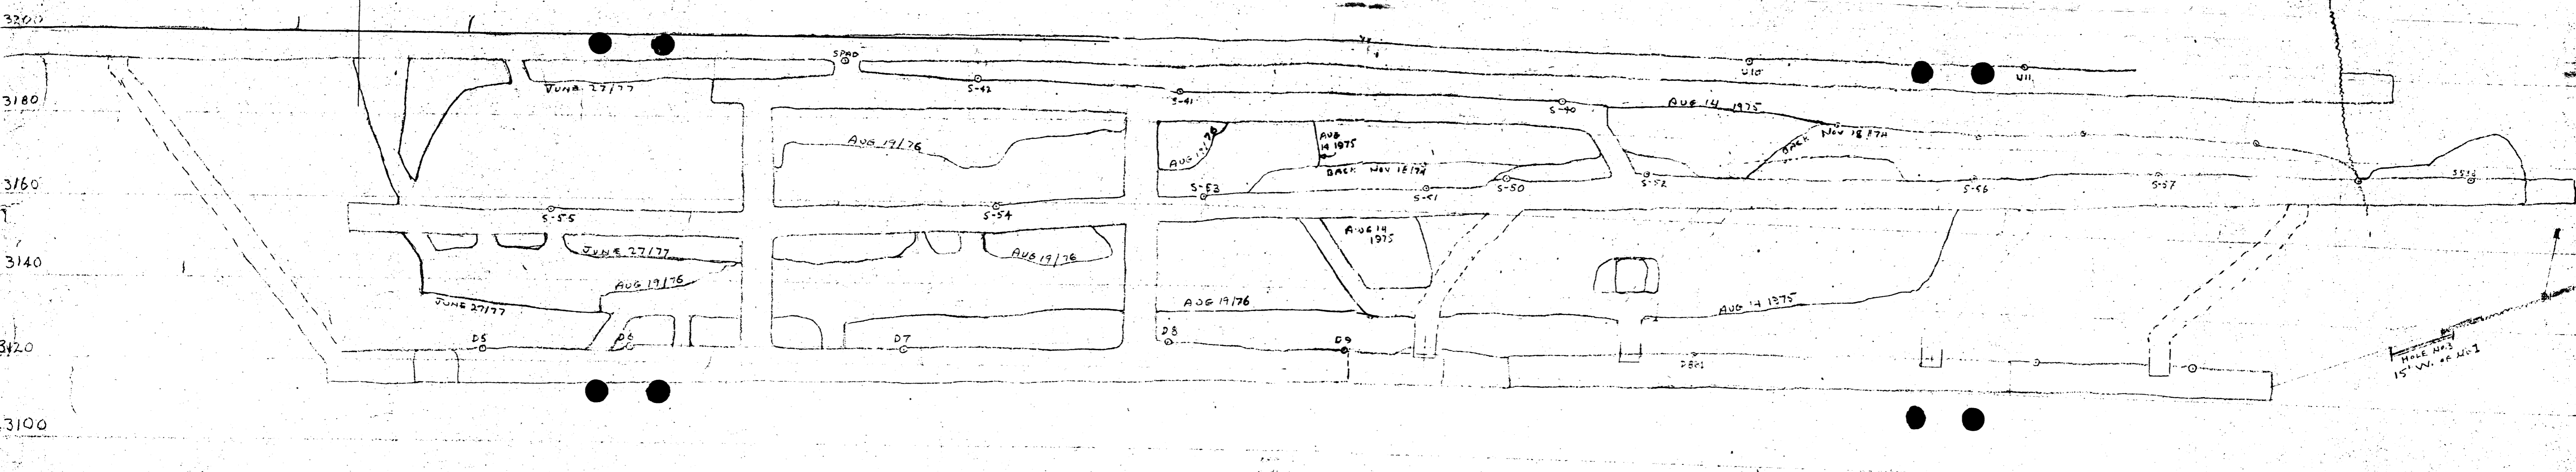 3200
SPAD
U10
U11
JUNE 27/77
S-42
S-41
S-40
AUG 14 1975
3180
NOV 18/74
BACK
AUG 19/76
AUG 19/76
AUG
14 1975
BACK NOV 18/74
3160
S-53
S-51
S-50
S-52
S-56
S-57
S-55
S-54
AUG 14
1975
3140
JUNE 27/77
AUG 19/76
AUG 19/76
JUNE 27/77
AUG 19/76
AUG 14 1975
3120
D5
D6
D7
D8
D9
HOLE NO.3
15' W. OF NO.1
3100